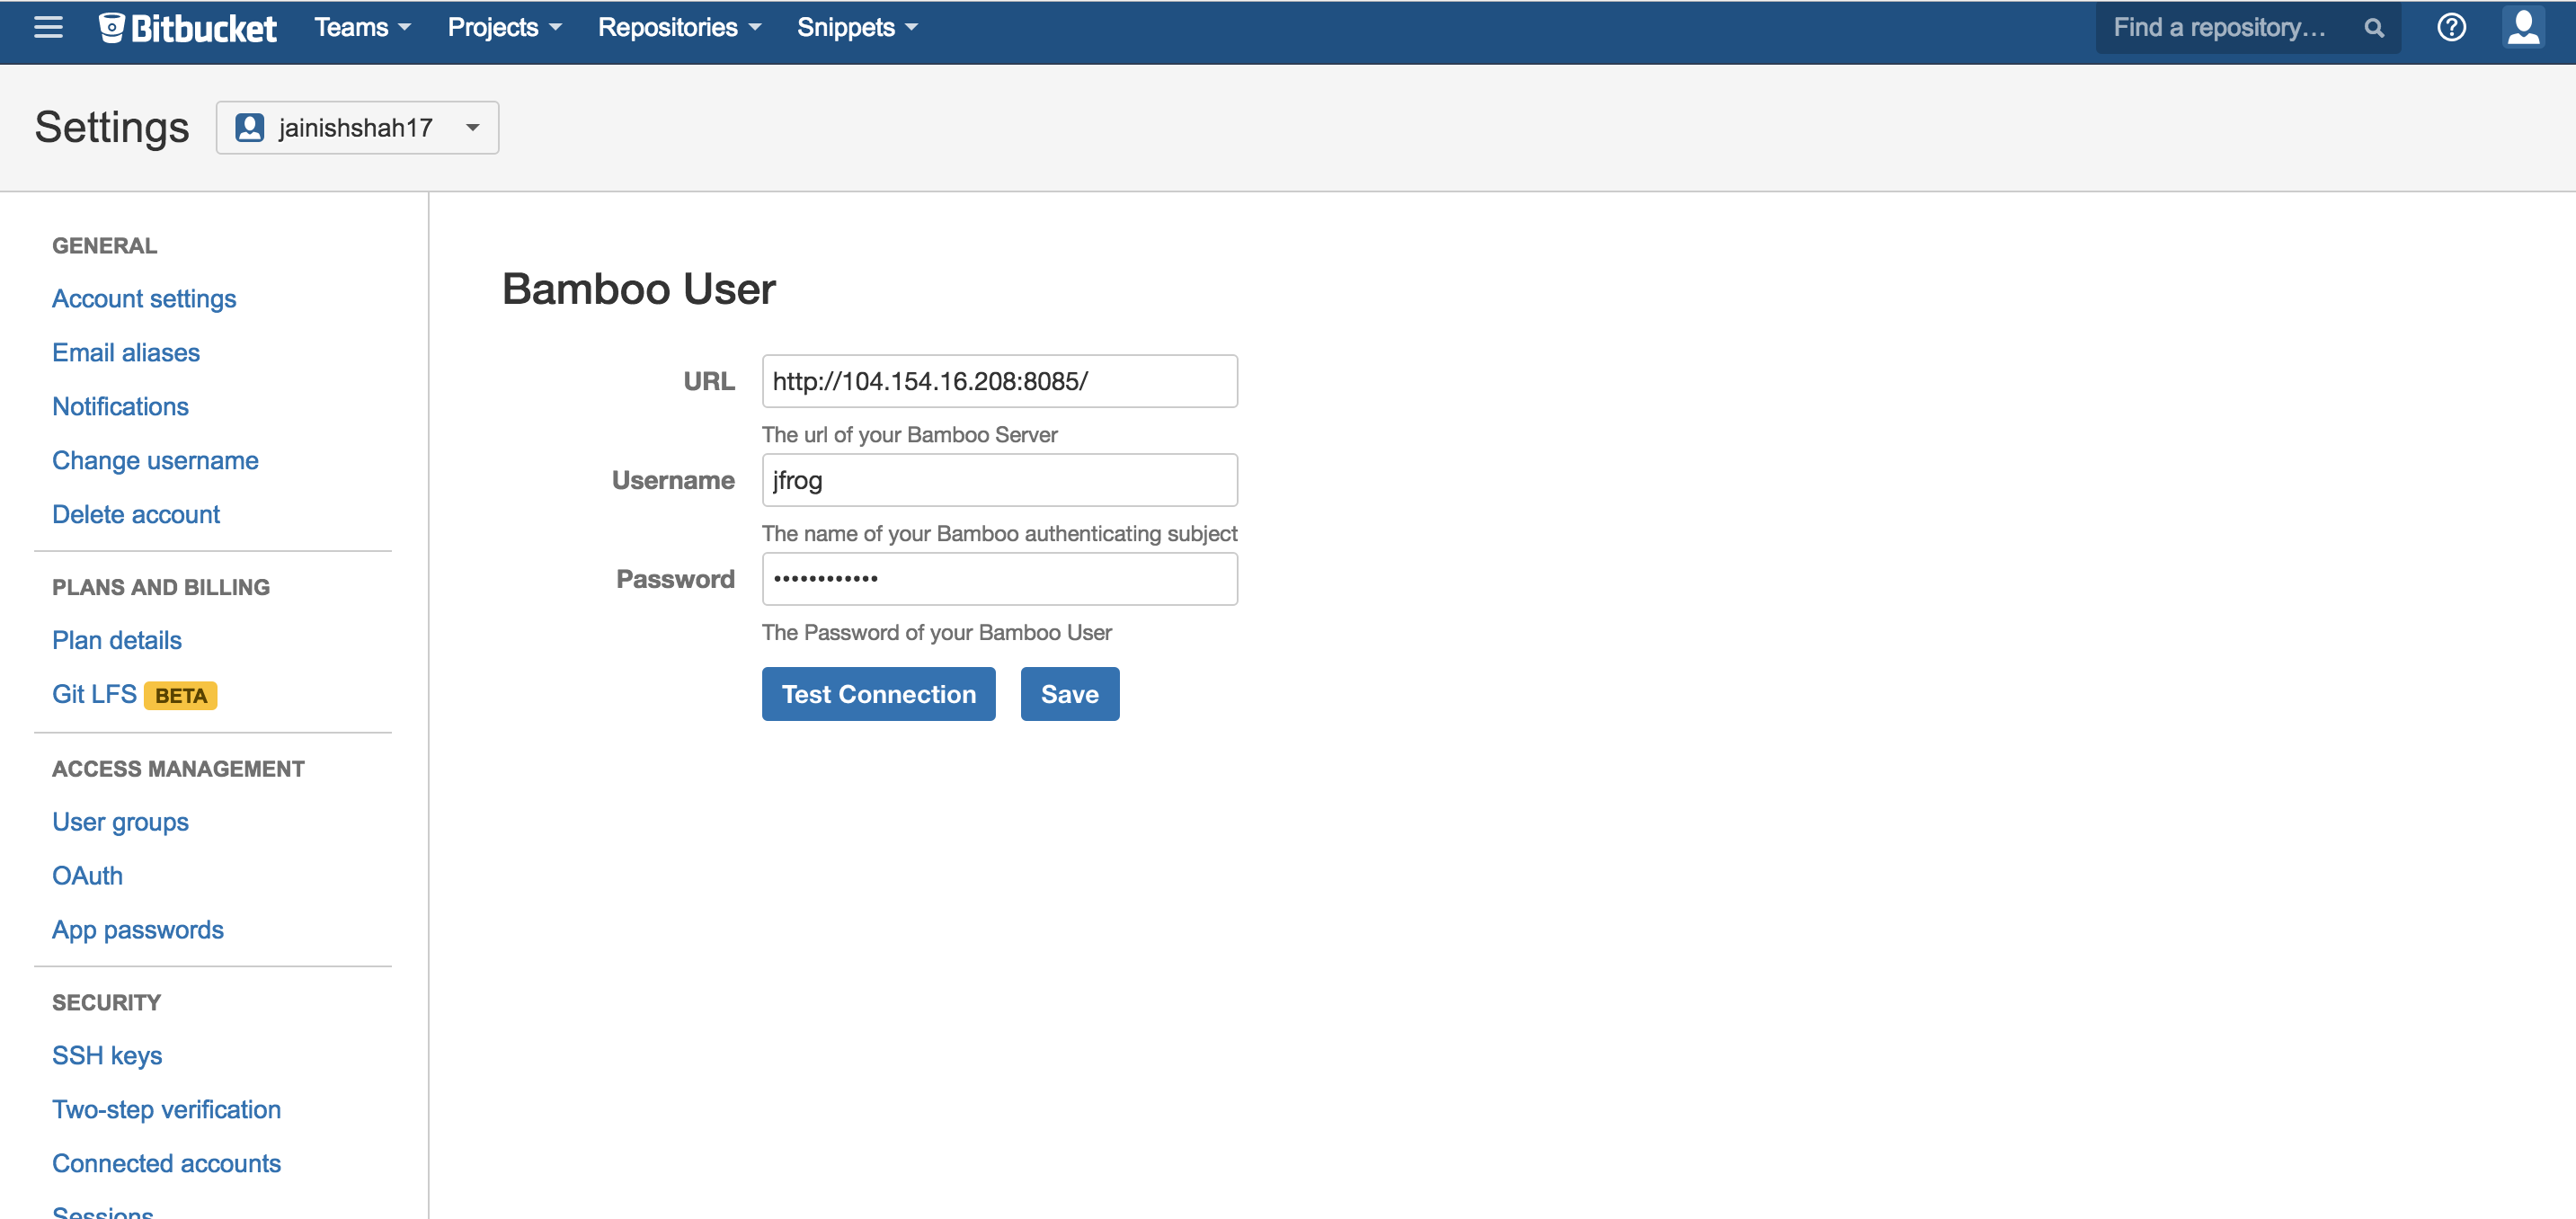 Bitbucket Teams Projects Repositories Snippets Find a repository...
Settings jainishshah17
GENERAL
Account settings
Email aliases
Notifications
Change username
Delete account
PLANS AND BILLING
Plan details
Git LFS BETA
ACCESS MANAGEMENT
User groups
OAuth
App passwords
SECURITY
SSH keys
Two-step verification
Connected accounts
Sessions
Bamboo User
URL http://104.154.16.208:8085/
The url of your Bamboo Server
Username jfrog
The name of your Bamboo authenticating subject
Password ••••••••••••
The Password of your Bamboo User
Test Connection Save